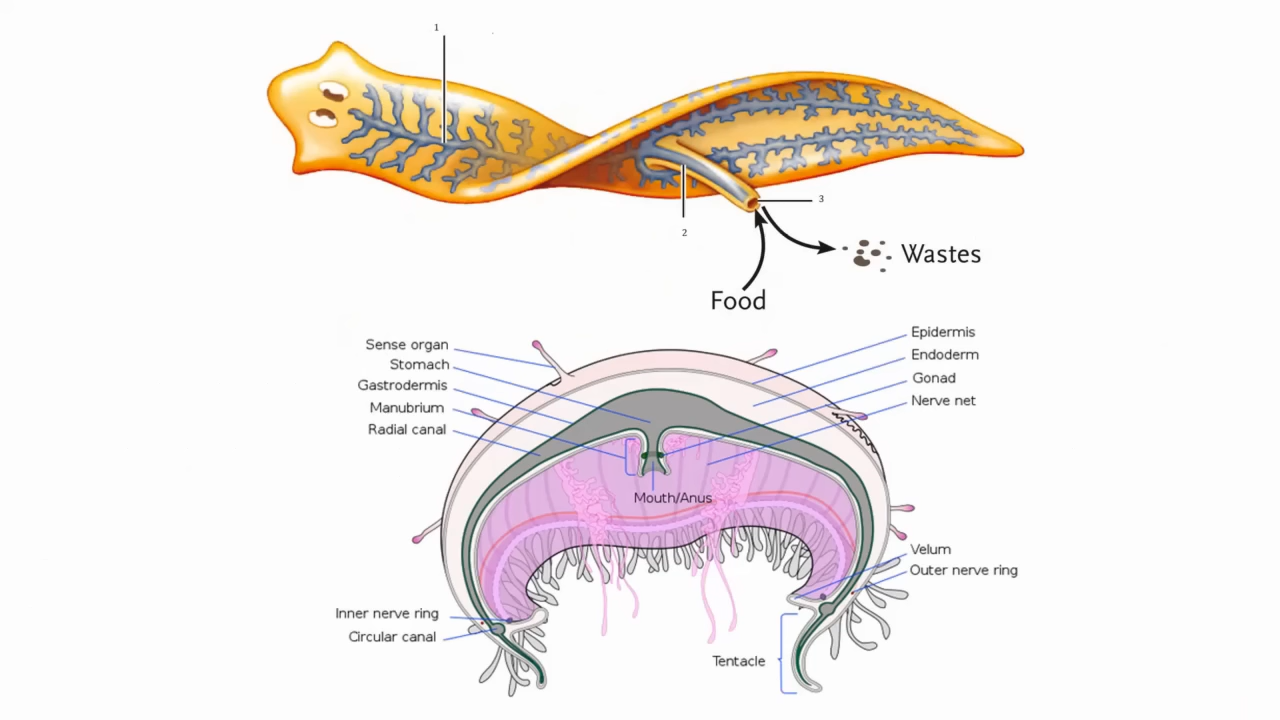 1
3
2
Wastes
Food
Sense organ
Stomach
Gastrodermis
Manubrium
Radial canal
Epidermis
Endoderm
Gonad
Nerve net
Mouth/Anus
Velum
Outer nerve ring
Inner nerve ring
Circular canal
Tentacle